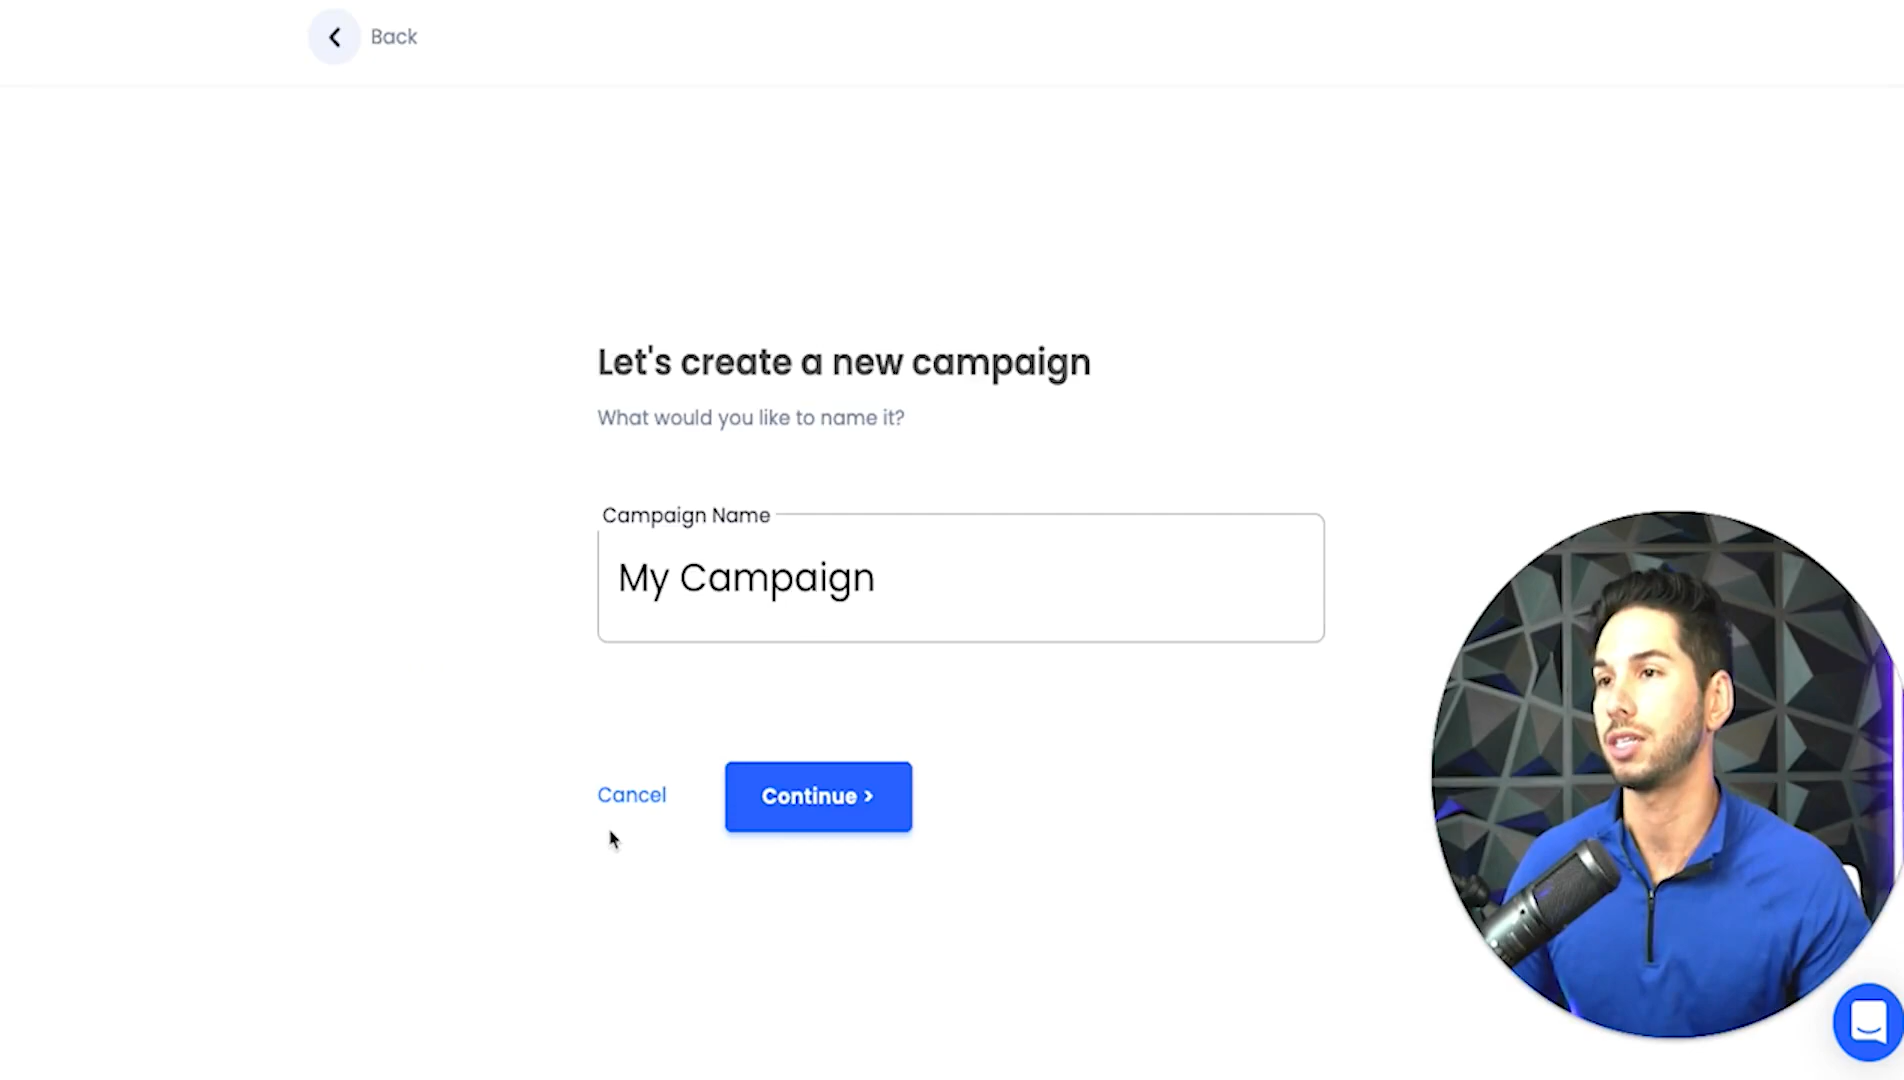 Back
Let's create a new campaign
What would you like to name it?
Campaign Name
My Campaign
Cancel
Continue >